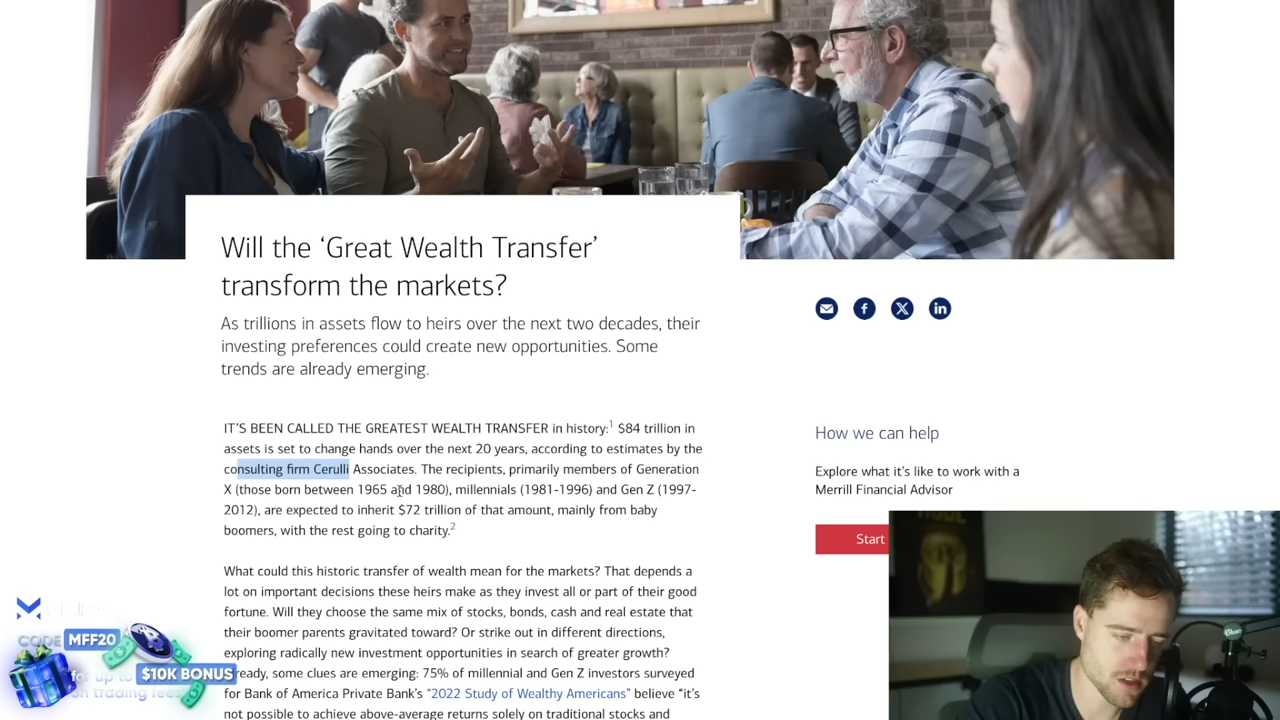 Will the ‘Great Wealth Transfer’
transform the markets?
As trillions in assets flow to heirs over the next two decades, their
investing preferences could create new opportunities. Some
trends are already emerging.
IT’S BEEN CALLED THE GREATEST WEALTH TRANSFER in history:1 $84 trillion in
assets is set to change hands over the next 20 years, according to estimates by the
consulting firm Cerulli Associates. The recipients, primarily members of Generation
X (those born between 1965 and 1980), millennials (1981-1996) and Gen Z (1997-
2012), are expected to inherit $72 trillion of that amount, mainly from baby
boomers, with the rest going to charity.2
What could this historic transfer of wealth mean for the markets? That depends a
lot on important decisions these heirs make as they invest all or part of their good
fortune. Will they choose the same mix of stocks, bonds, cash and real estate that
their boomer parents gravitated toward? Or strike out in different directions,
exploring radically new investment opportunities in search of greater growth?
ready, some clues are emerging: 75% of millennial and Gen Z investors surveyed
for Bank of America Private Bank’s “2022 Study of Wealthy Americans” believe “it’s
not possible to achieve above-average returns solely on traditional stocks and
How we can help
Explore what it’s like to work with a
Merrill Financial Advisor
Start
CODE MFF20
$10K BONUS
for up to
on trading fees